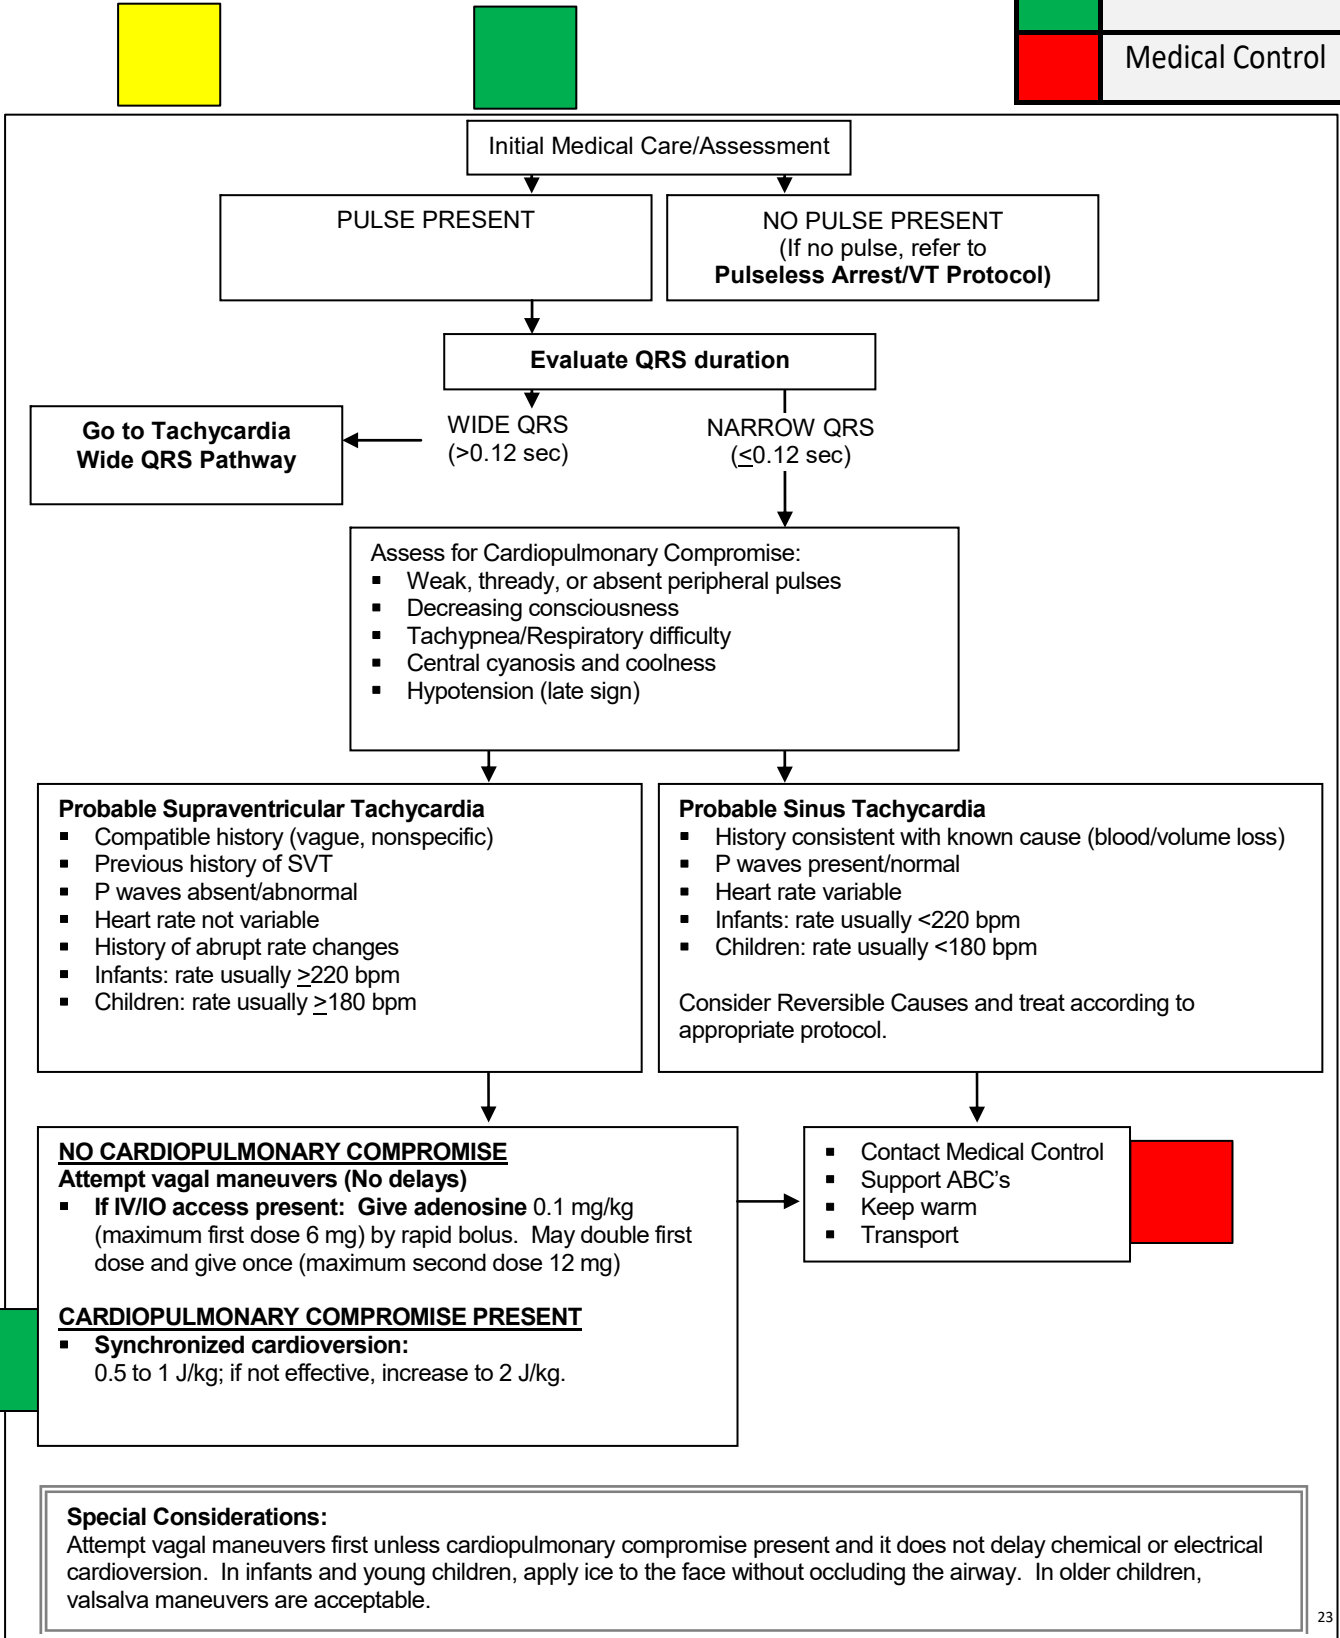 Medical Control
Initial Medical Care/Assessment
PULSE PRESENT
NO PULSE PRESENT
(If no pulse, refer to
Pulseless Arrest/VT Protocol)
Evaluate QRS duration
Go to Tachycardia
Wide QRS Pathway
WIDE QRS
(>0.12 sec)
NARROW QRS
(≤0.12 sec)
Assess for Cardiopulmonary Compromise:
▪ Weak, thready, or absent peripheral pulses
▪ Decreasing consciousness
▪ Tachypnea/Respiratory difficulty
▪ Central cyanosis and coolness
▪ Hypotension (late sign)
Probable Supraventricular Tachycardia
▪ Compatible history (vague, nonspecific)
▪ Previous history of SVT
▪ P waves absent/abnormal
▪ Heart rate not variable
▪ History of abrupt rate changes
▪ Infants: rate usually ≥220 bpm
▪ Children: rate usually ≥180 bpm
Probable Sinus Tachycardia
▪ History consistent with known cause (blood/volume loss)
▪ P waves present/normal
▪ Heart rate variable
▪ Infants: rate usually <220 bpm
▪ Children: rate usually <180 bpm
Consider Reversible Causes and treat according to
appropriate protocol.
NO CARDIOPULMONARY COMPROMISE
Attempt vagal maneuvers (No delays)
▪ If IV/IO access present: Give adenosine 0.1 mg/kg
(maximum first dose 6 mg) by rapid bolus. May double first
dose and give once (maximum second dose 12 mg)
CARDIOPULMONARY COMPROMISE PRESENT
▪ Synchronized cardioversion:
0.5 to 1 J/kg; if not effective, increase to 2 J/kg.
▪ Contact Medical Control
▪ Support ABC's
▪ Keep warm
▪ Transport
Special Considerations:
Attempt vagal maneuvers first unless cardiopulmonary compromise present and it does not delay chemical or electrical
cardioversion. In infants and young children, apply ice to the face without occluding the airway. In older children,
valsalva maneuvers are acceptable.
23